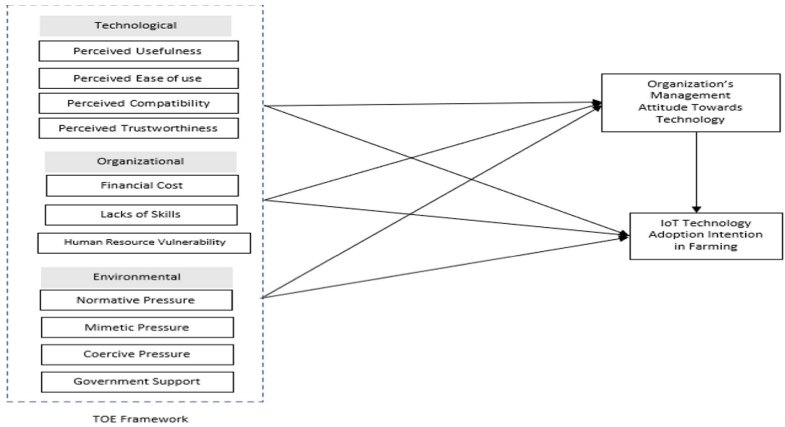 Technological
Perceived Usefulness
Perceived Ease of use
Perceived Compatibility
Perceived Trustworthiness
Organizational
Financial Cost
Lacks of Skills
Human Resource Vulnerability
Environmental
Normative Pressure
Mimetic Pressure
Coercive Pressure
Government Support
TOE Framework
Organization's
Management
Attitude Towards
Technology
IoT Technology
Adoption Intention
in Farming